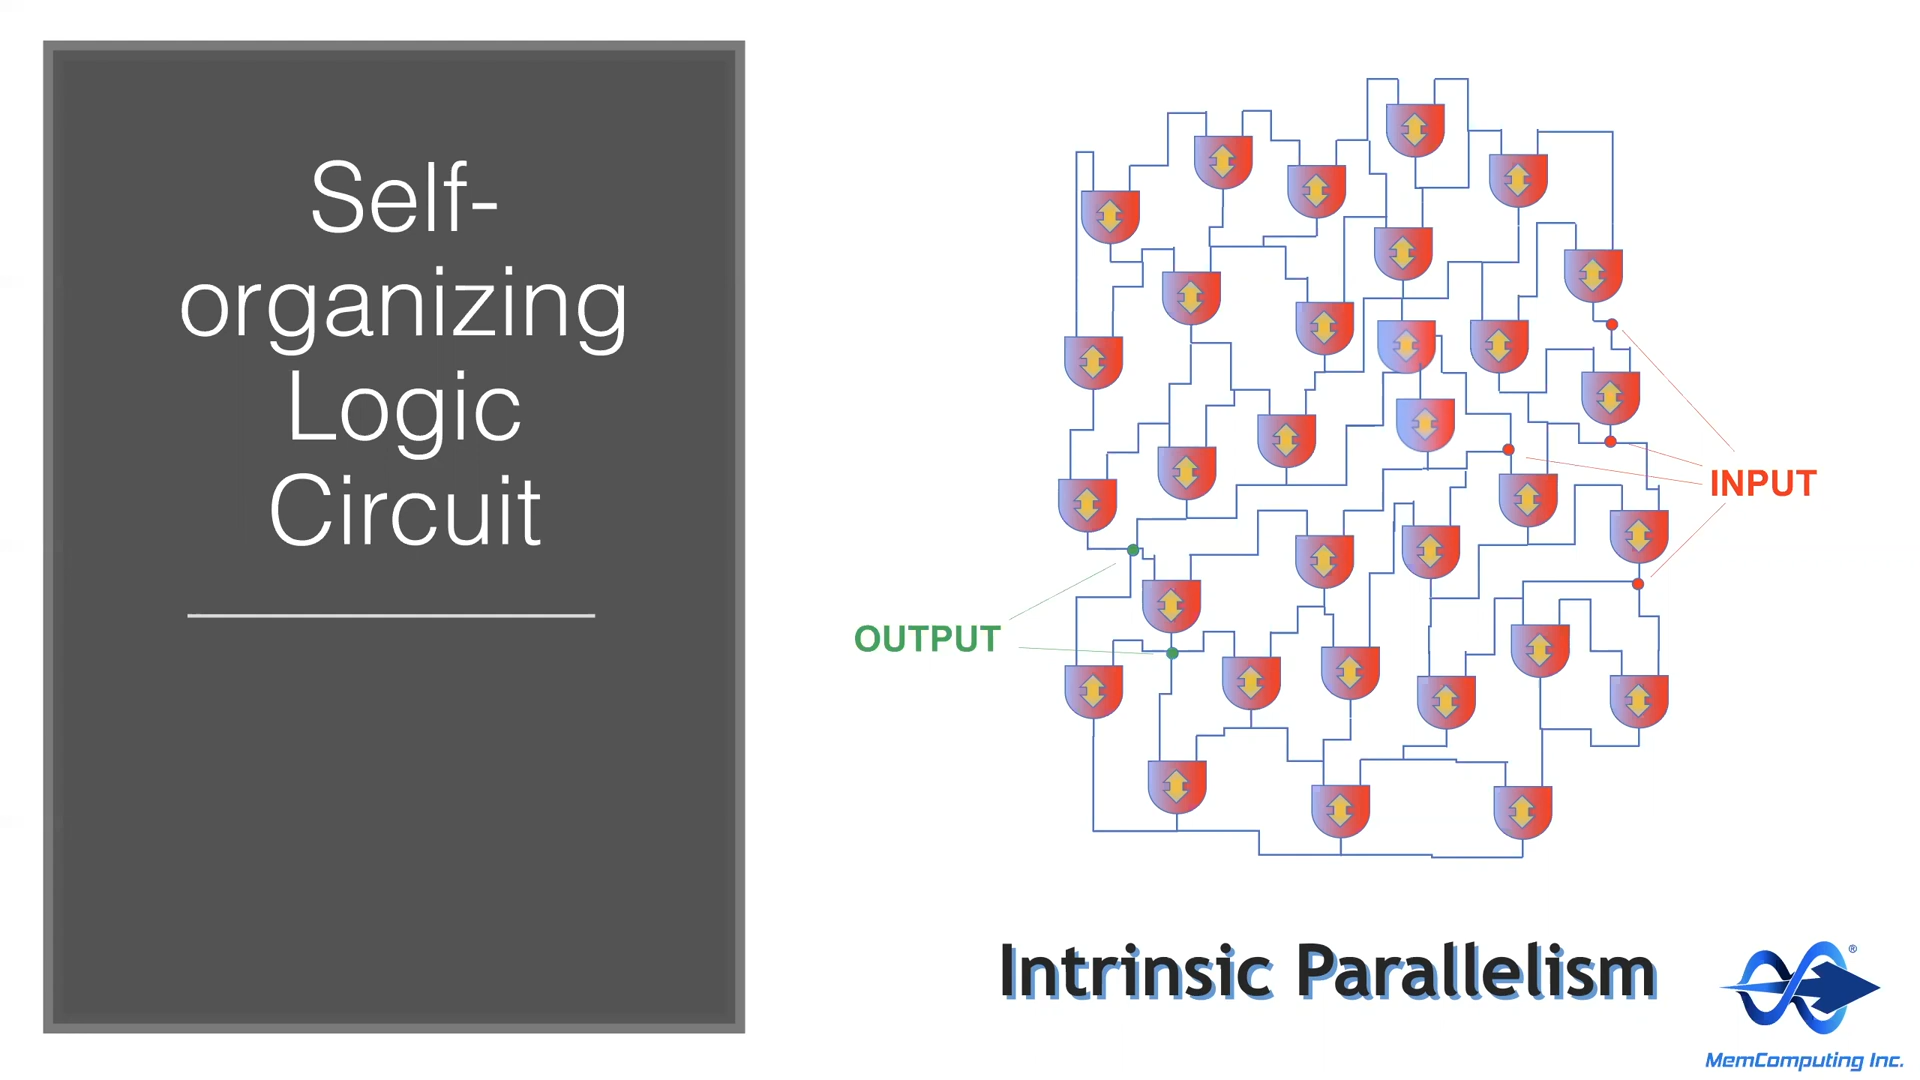 Self-
organizing
Logic
Circuit
INPUT
OUTPUT
Intrinsic Parallelism
®
MemComputing Inc.